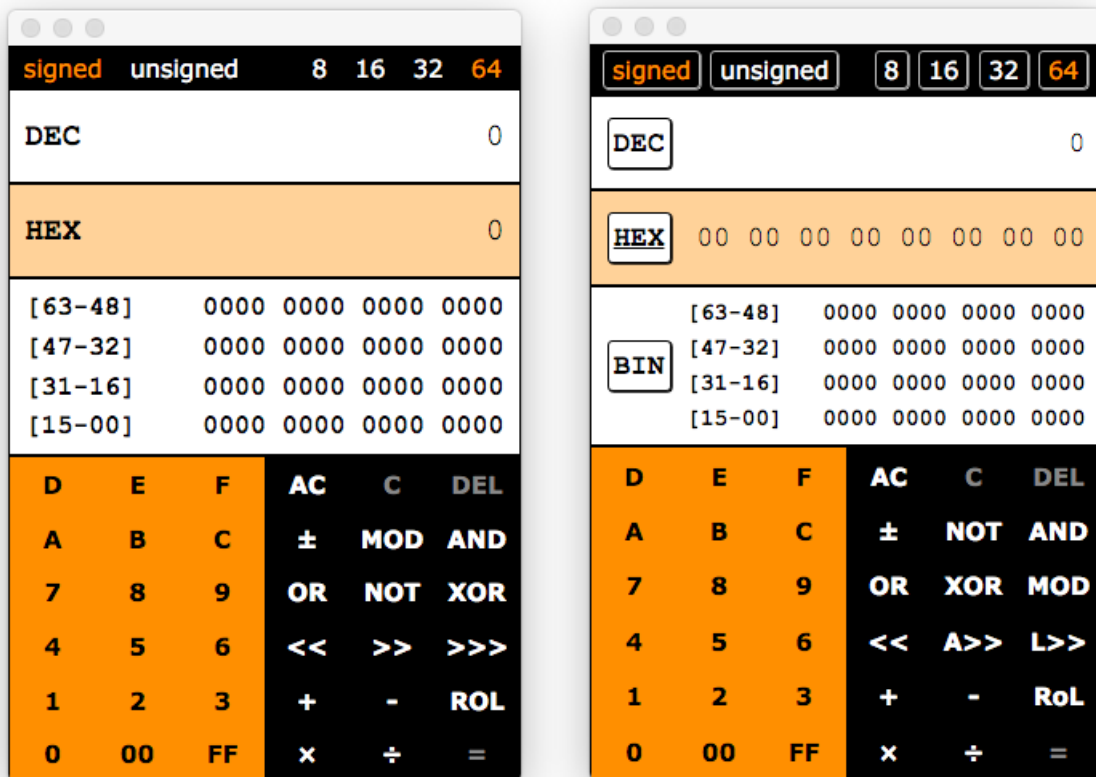 signed unsigned 8 16 32 64
DEC 0
HEX 0
[63-48] 0000 0000 0000 0000
[47-32] 0000 0000 0000 0000
[31-16] 0000 0000 0000 0000
[15-00] 0000 0000 0000 0000
D E F AC C DEL
A B C ± MOD AND
7 8 9 OR NOT XOR
4 5 6 << >> >>>
1 2 3 + - ROL
0 00 FF × ÷ =
signed unsigned 8 16 32 64
DEC 0
HEX 00 00 00 00 00 00 00 00
BIN
[63-48] 0000 0000 0000 0000
[47-32] 0000 0000 0000 0000
[31-16] 0000 0000 0000 0000
[15-00] 0000 0000 0000 0000
D E F AC C DEL
A B C ± NOT AND
7 8 9 OR XOR MOD
4 5 6 << A>> L>>
1 2 3 + - RoL
0 00 FF × ÷ =